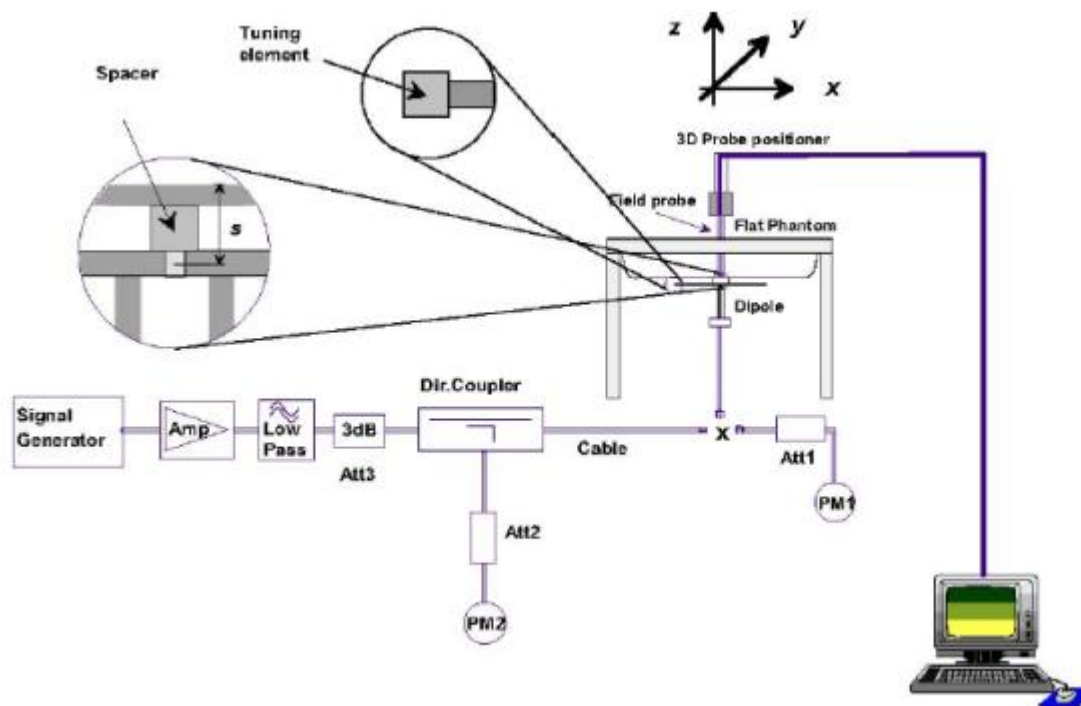 Tuning
element
z
y
x
Spacer
3D Probe positioner
s
Field probe
Flat Phantom
Dipole
Dir.Coupler
Signal
Generator
Amp
Low
Pass
3dB
Att3
Cable
x
Att1
PM1
Att2
PM2